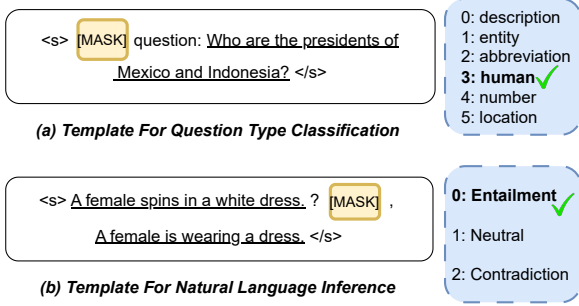 <s> [MASK] question: Who are the presidents of
Mexico and Indonesia? </s>
0: description
1: entity
2: abbreviation
3: human
4: number
5: location
(a) Template For Question Type Classification
<s> A female spins in a white dress. ? [MASK] ,
A female is wearing a dress. </s>
0: Entailment
1: Neutral
2: Contradiction
(b) Template For Natural Language Inference